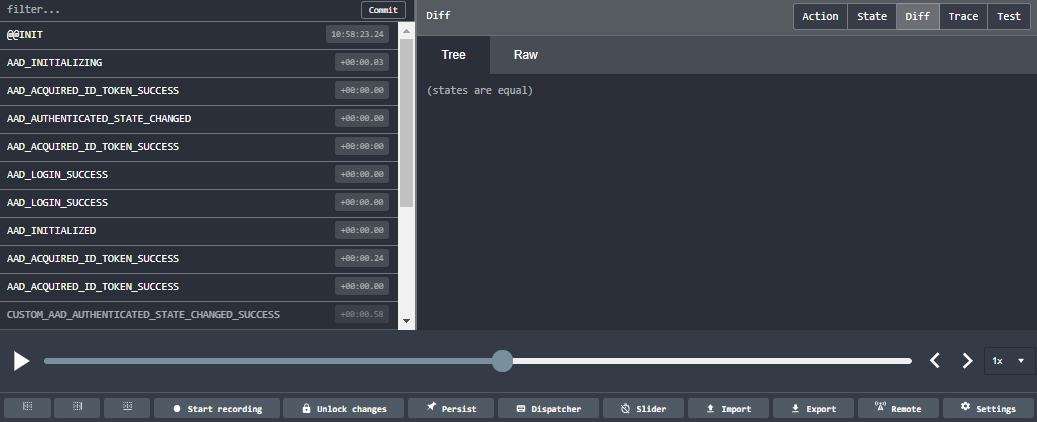 filter... Commit
@@INIT 10:58:23.24
AAD_INITIALIZING +00:00.03
AAD_ACQUIRED_ID_TOKEN_SUCCESS +00:00.00
AAD_AUTHENTICATED_STATE_CHANGED +00:00.00
AAD_ACQUIRED_ID_TOKEN_SUCCESS +00:00:00
AAD_LOGIN_SUCCESS +00:00.00
AAD_LOGIN_SUCCESS +00:00.00
AAD_INITIALIZED +00:00.00
AAD_ACQUIRED_ID_TOKEN_SUCCESS +00:00.24
AAD_ACQUIRED_ID_TOKEN_SUCCESS +00:00.00
CUSTOM_AAD_AUTHENTICATED_STATE_CHANGED_SUCCESS +00:00.58
Diff Action State Diff Trace Test
Tree Raw
(states are equal)
1x
Start recording Unlock changes Persist Dispatcher Slider Import Export Remote Settings